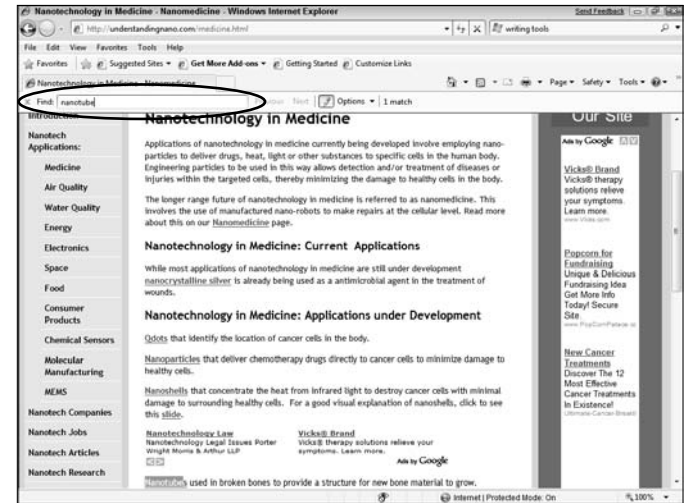 Nanotechnology in Medicine - Nanomedicine - Windows Internet Explorer
Send Feedback
http://understandingnano.com/medicine.html
writing tools
File Edit View Favorites Tools Help
Favorites Suggested Sites Get More Add-ons Getting Started Customize Links
Nanotechnology in Medicine - Nanomedicine
Page Safety Tools
Find: nanotube
Previous Next Options 1 match
Introduction
Nanotech
Applications:
Medicine
Air Quality
Water Quality
Energy
Electronics
Space
Food
Consumer
Products
Chemical Sensors
Molecular
Manufacturing
MEMS
Nanotech Companies
Nanotech Jobs
Nanotech Articles
Nanotech Research
Nanotechnology in Medicine
Applications of nanotechnology in medicine currently being developed involve employing nano-
particles to deliver drugs, heat, light or other substances to specific cells in the human body.
Engineering particles to be used in this way allows detection and/or treatment of diseases or
injuries within the targeted cells, thereby minimizing the damage to healthy cells in the body.
The longer range future of nanotechnology in medicine is referred to as nanomedicine. This
involves the use of manufactured nano-robots to make repairs at the cellular level. Read more
about this on our Nanomedicine page.
Nanotechnology in Medicine: Current Applications
While most applications of nanotechnology in medicine are still under development
nanocrystalline silver is already being used as a antimicrobial agent in the treatment of
wounds.
Nanotechnology in Medicine: Applications under Development
Qdots that identify the location of cancer cells in the body.
Nanoparticles that deliver chemotherapy drugs directly to cancer cells to minimize damage to
healthy cells.
Nanoshells that concentrate the heat from infrared light to destroy cancer cells with minimal
damage to surrounding healthy cells. For a good visual explanation of nanoshells, click to see
this slide.
Nanotechnology Law
Nanotechnology Legal Issues Porter
Wright Morris & Arthur LLP
Vicks® Brand
Vicks® therapy solutions relieve your
symptoms. Learn more.
Ads by Google
Nanotubes used in broken bones to provide a structure for new bone material to grow.
Our Site
Ads by Google
Vicks® Brand
Vicks® therapy
solutions relieve
your symptoms.
Learn more.
www.Vicks.com
Popcorn for
Fundraising
Unique & Delicious
Fundraising Idea
Get More Info
Today! Secure
Site.
www.PopCornPalace.co
New Cancer
Treatments
Discover The 12
Most Effective
Cancer Treatments
In Existence!
Ultimate-Cancer-Breakt
Internet | Protected Mode: On
100%